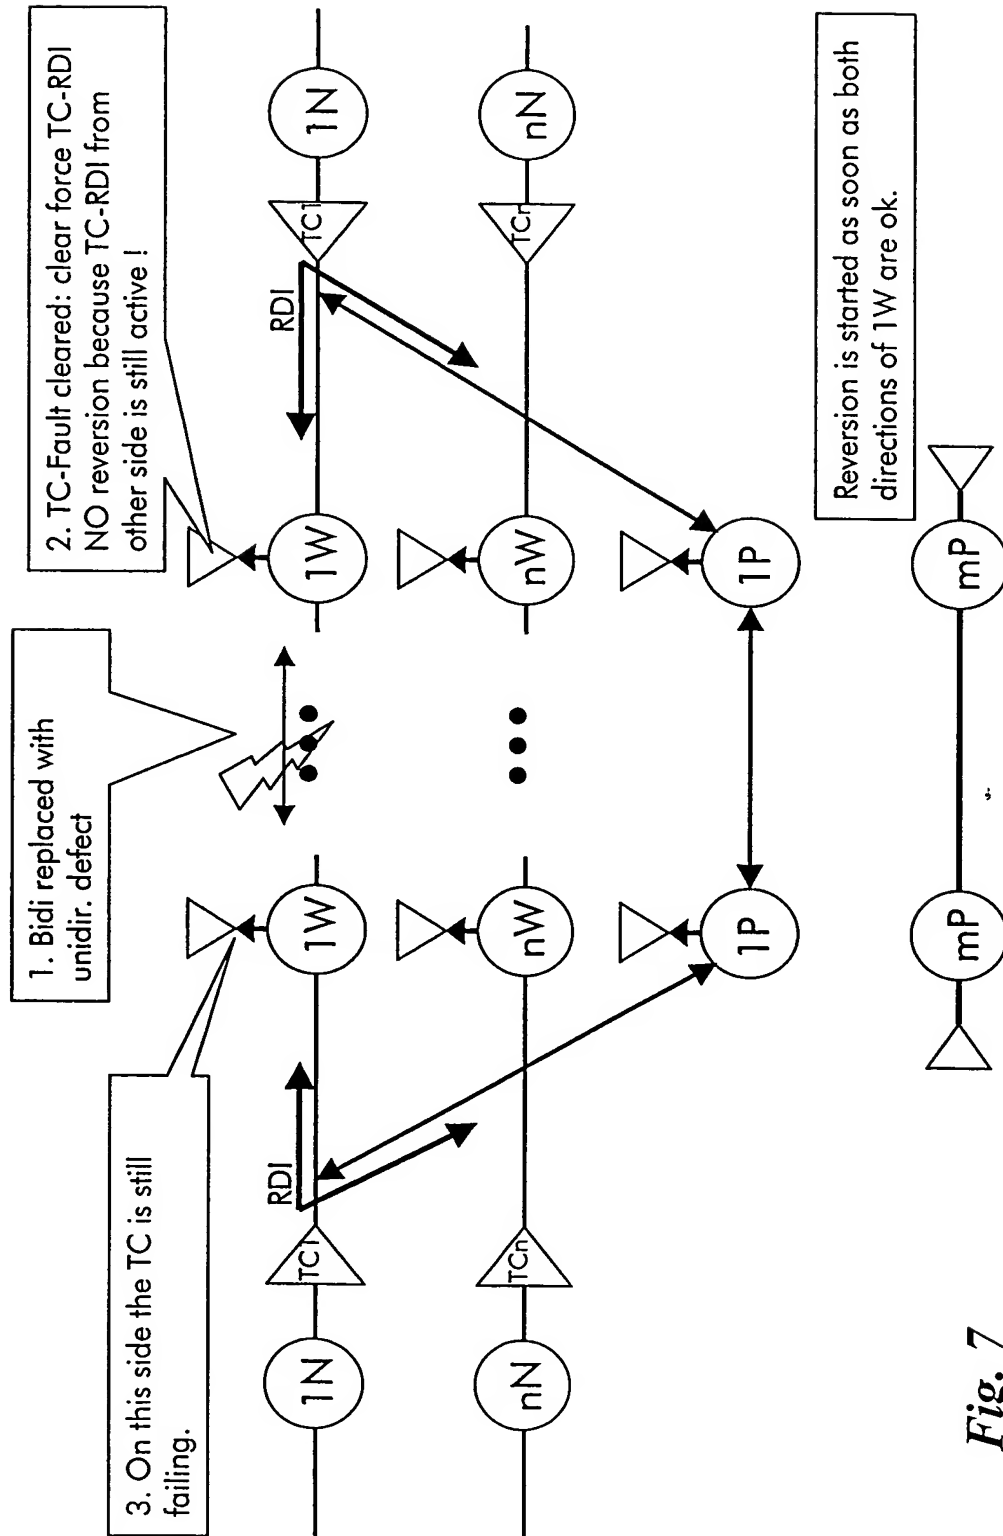 3. On this side the TC is still
failing.
1. Bidi replaced with
unidir. defect
2. TC-Fault cleared: clear force TC-RDI
NO reversion because TC-RDI from
other side is still active !
RDI
RDI
1N
TC1
1W
1W
TC1
1N
nN
TCn
nW
nW
TCn
nN
1P
1P
Reversion is started as soon as both
directions of 1W are ok.
mP
mP
Fig. 7